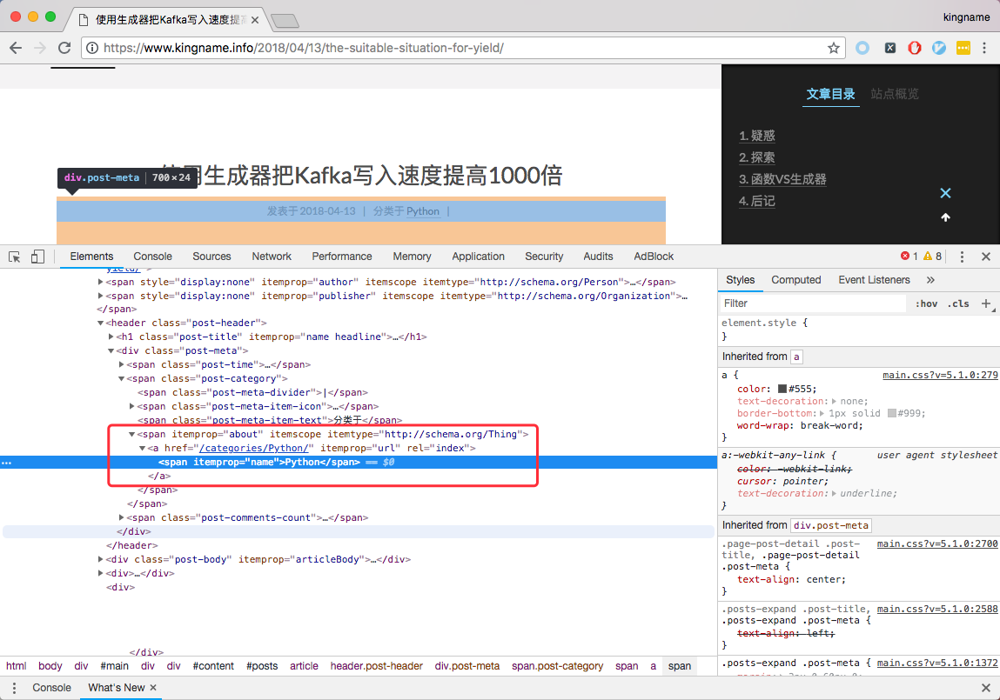 使用生成器把Kafka写入速度提
kingname
https://www.kingname.info/2018/04/13/the-suitable-situation-for-yield/
文章目录 站点概览
1. 疑惑
2. 探索
3. 函数VS生成器
4. 后记
用生成器把Kafka写入速度提高1000倍
div.post-meta | 700×24
发表于 2018-04-13 | 分类于 Python |
Elements Console Sources Network Performance Memory Application Security Audits AdBlock 1 8
yield/">
<span style="display:none" itemprop="author" itemscope itemtype="http://schema.org/Person">…</span>
<span style="display:none" itemprop="publisher" itemscope itemtype="http://schema.org/Organization">…
</span>
<header class="post-header">
<h1 class="post-title" itemprop="name headline">…</h1>
<div class="post-meta">
<span class="post-time">…</span>
<span class="post-category">
<span class="post-meta-divider">|</span>
<span class="post-meta-item-icon">…</span>
<span class="post-meta-item-text">分类于</span>
<span itemprop="about" itemscope itemtype="http://schema.org/Thing">
<a href="/categories/Python/" itemprop="url" rel="index">
… <span itemprop="name">Python</span> == $0
</a>
</span>
</span>
<span class="post-comments-count">…</span>
</div>
</header>
<div class="post-body" itemprop="articleBody">…</div>
<div>…</div>
<div>
</div>
Styles Computed Event Listeners »
Filter :hov .cls +
element.style {
}
Inherited from a
a { main.css?v=5.1.0:279
color: #555;
text-decoration: none;
border-bottom: 1px solid #999;
word-wrap: break-word;
}
a:-webkit-any-link { user agent stylesheet
color: -webkit-link;
cursor: pointer;
text-decoration: underline;
}
Inherited from div.post-meta
.page-post-detail .post- main.css?v=5.1.0:2700
title, .page-post-detail
.post-meta {
text-align: center;
}
.posts-expand .post-title, main.css?v=5.1.0:2588
.posts-expand .post-meta {
text-align: left;
}
.posts-expand .post-meta { main.css?v=5.1.0:1372
html body div #main div div #content #posts article header.post-header div.post-meta span.post-category span a span
Console What's New